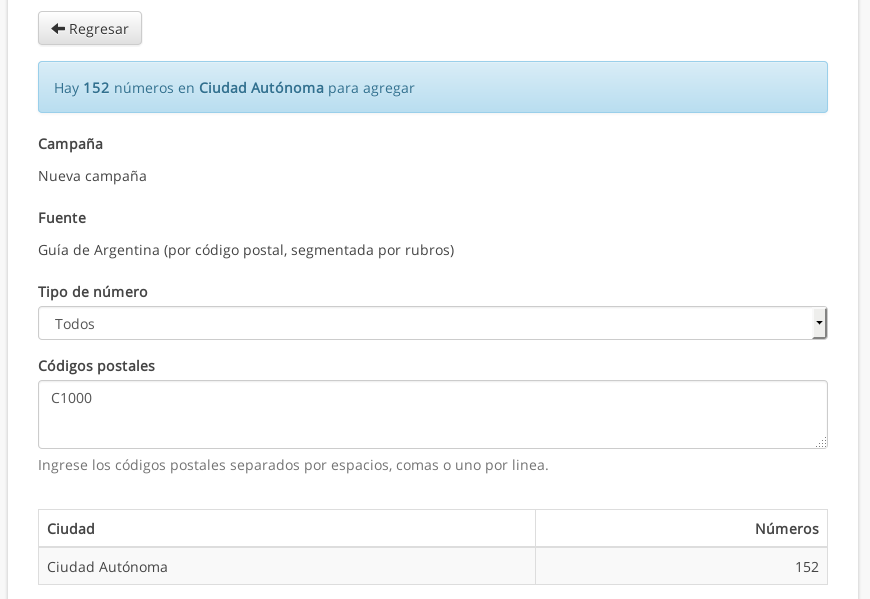 Regresar
Hay 152 números en Ciudad Autónoma para agregar
Campaña
Nueva campaña
Fuente
Guía de Argentina (por código postal, segmentada por rubros)
Tipo de número
Todos
Códigos postales
C1000
Ingrese los códigos postales separados por espacios, comas o uno por linea.
Ciudad Números
Ciudad Autónoma 152